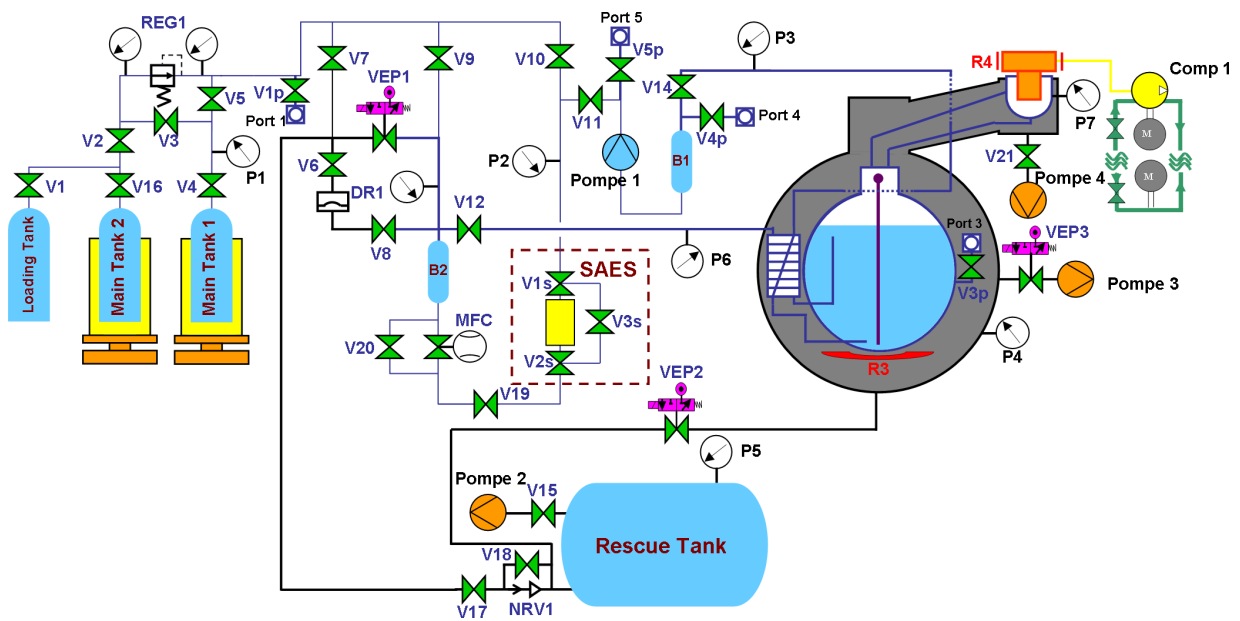 Port 5
REG1
P3
V7
V9
V10
V5p
R4
Comp 1
VEP1
V14
V5
V1p
Port 1
V11
Port 4
V4p
P7
M
V2
V3
P1
P2
B1
V21
M
V6
Pompe 1
Pompe 4
V1
V16
V4
DR1
V12
Port 3
VEP3
V8
P6
B2
SAES
Loading Tank
Main Tank 2
Main Tank 1
V1s
V3p
Pompe 3
MFC
V3s
V20
V2s
P4
R3
VEP2
V19
P5
Pompe 2
V15
Rescue Tank
V18
V17
NRV1